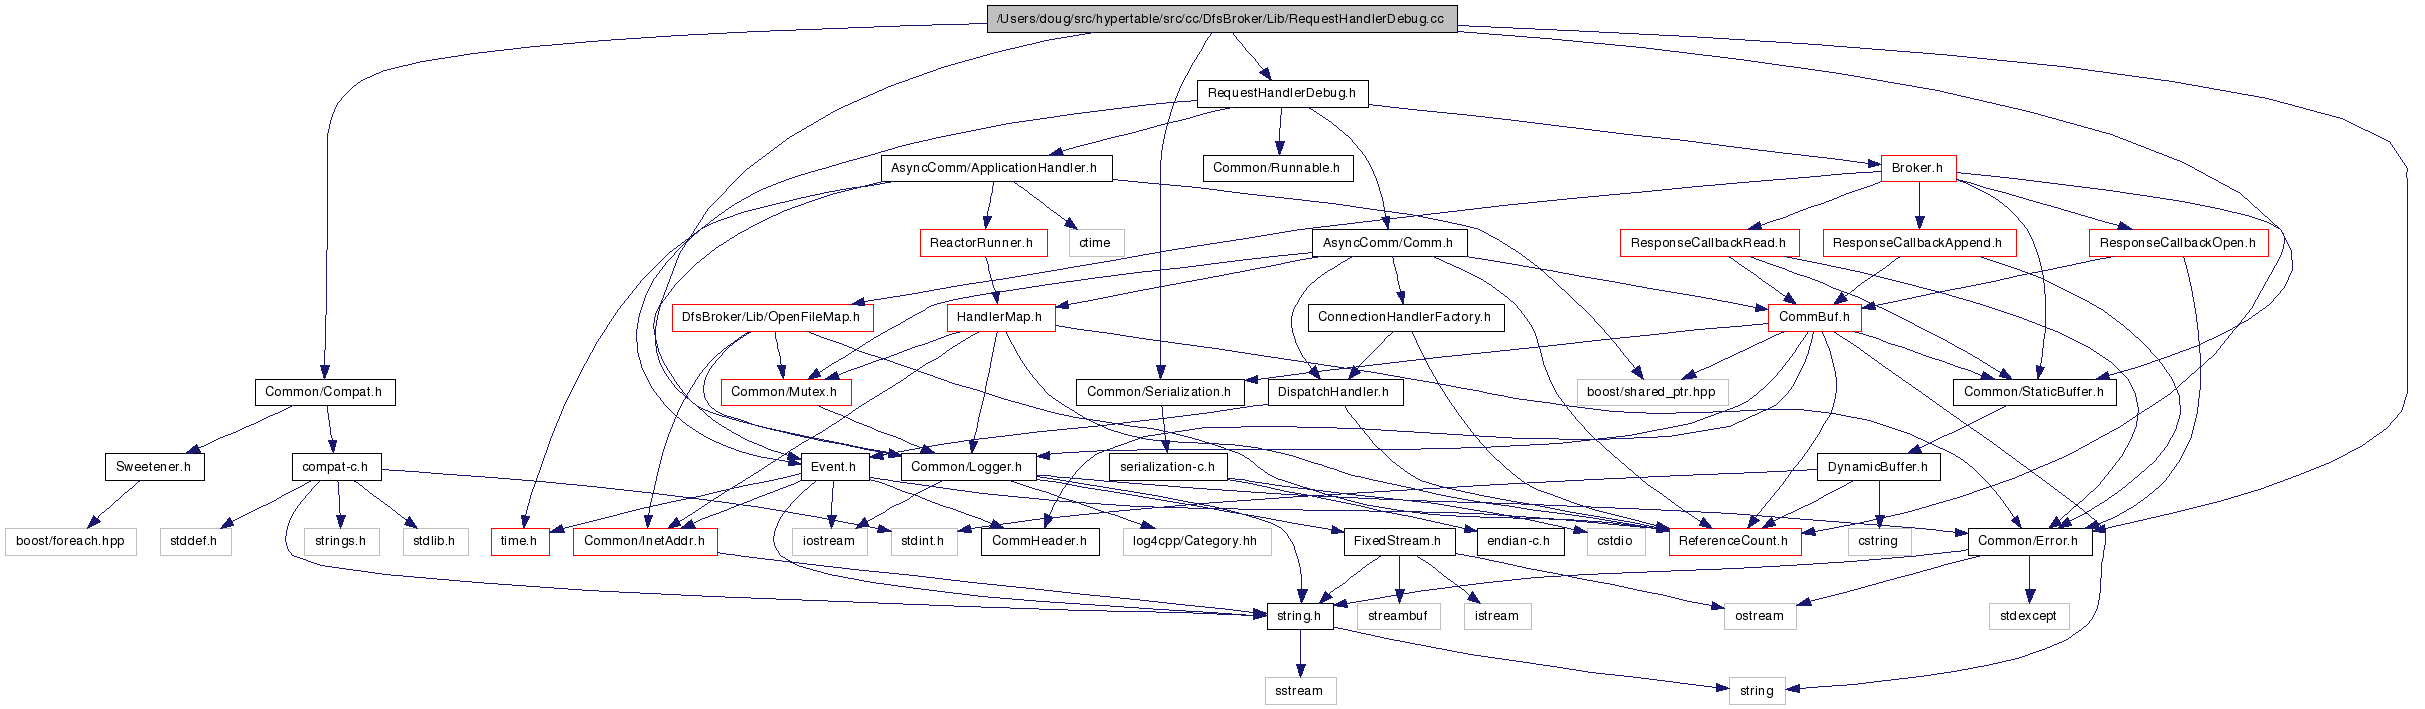 /Users/doug/src/hypertable/src/cc/DfsBroker/Lib/RequestHandlerDebug.cc
RequestHandlerDebug.h
AsyncComm/ApplicationHandler.h
Common/Runnable.h
Broker.h
ReactorRunner.h
ctime
AsyncComm/Comm.h
ResponseCallbackRead.h
ResponseCallbackAppend.h
ResponseCallbackOpen.h
DfsBroker/Lib/OpenFileMap.h
HandlerMap.h
ConnectionHandlerFactory.h
CommBuf.h
Common/Compat.h
Common/Mutex.h
Common/Serialization.h
DispatchHandler.h
boost/shared_ptr.hpp
Common/StaticBuffer.h
Sweetener.h
compat-c.h
Event.h
Common/Logger.h
serialization-c.h
DynamicBuffer.h
boost/foreach.hpp
stddef.h
strings.h
stdlib.h
time.h
Common/InetAddr.h
iostream
stdint.h
CommHeader.h
log4cpp/Category.hh
FixedStream.h
endian-c.h
cstdio
ReferenceCount.h
cstring
Common/Error.h
string.h
streambuf
istream
ostream
stdexcept
sstream
string